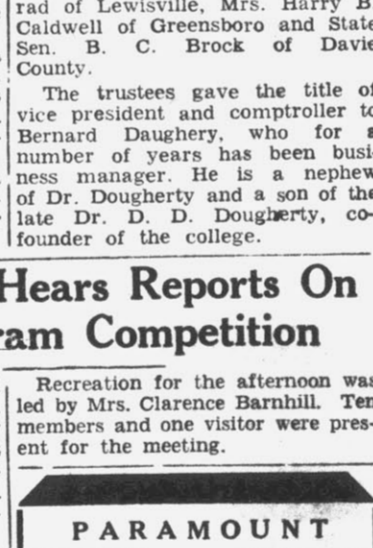 rad of Lewisville, Mrs. Harry B.
Caldwell of Greensboro and State
Sen. B. C. Brock of Davie
County.
The trustees gave the title of
vice president and comptroller to
Bernard Daughery, who for a
number of years has been busi-
ness manager. He is a nephew
of Dr. Dougherty and a son of the
late Dr. D. D. Dougherty, co-
founder of the college.
Hears Reports On
ram Competition
Recreation for the afternoon was
led by Mrs. Clarence Barnhill. Ten
members and one visitor were pres-
ent for the meeting.
PARAMOUNT